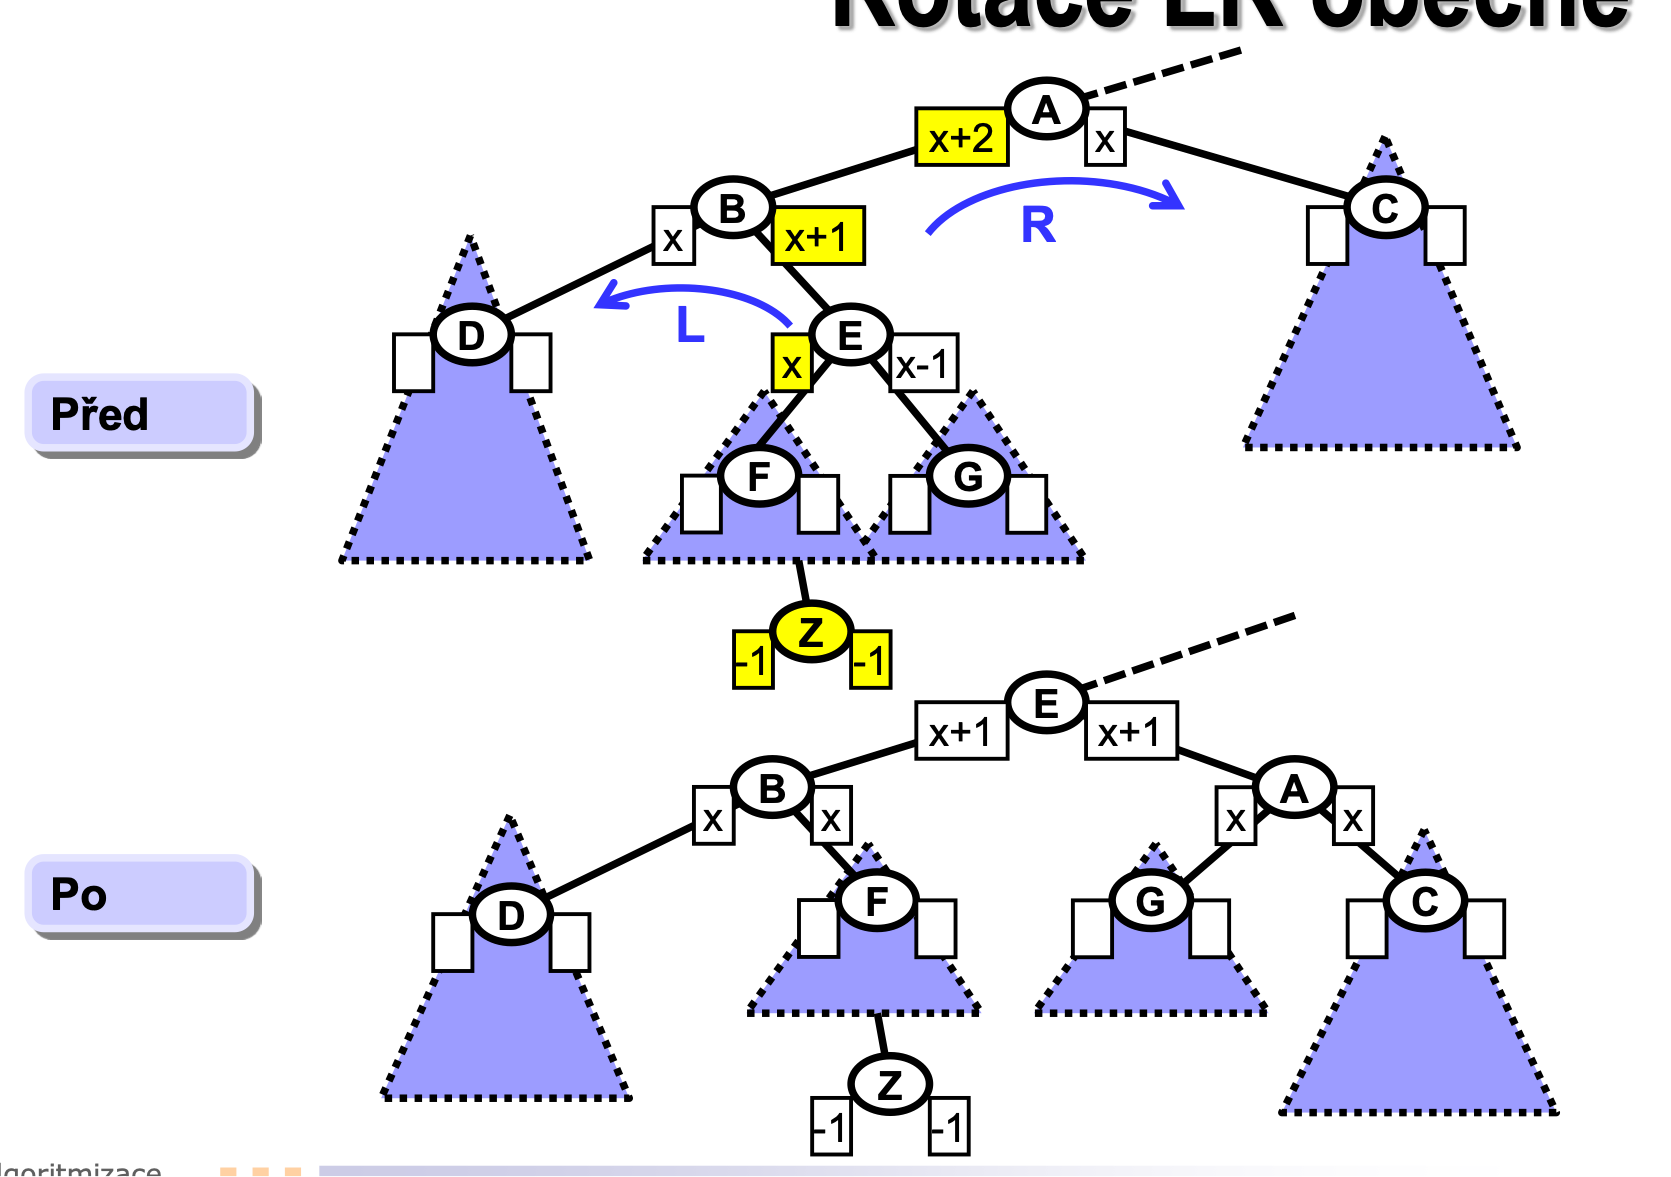 Rotace LR obecně
A
x+2
x
B
x
x+1
R
C
L
D
E
x
x-1
Před
F
G
Z
-1
-1
E
x+1
x+1
B
A
x
x
x
x
Po
D
F
G
C
Z
-1
-1
lgoritmizace